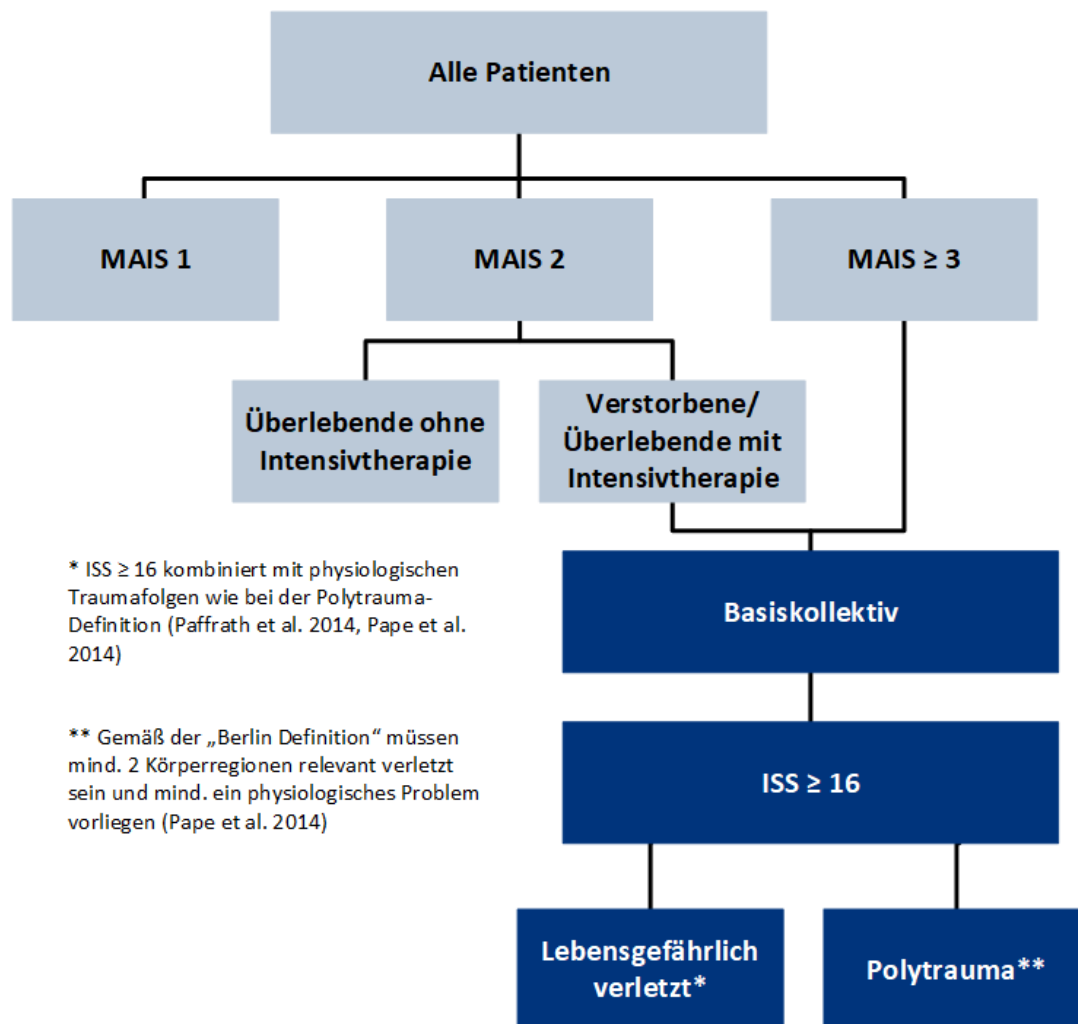 Alle Patienten
MAIS 1
MAIS 2
MAIS ≥ 3
Überlebende ohne
Intensivtherapie
Verstorbene/
Überlebende mit
Intensivtherapie
* ISS ≥ 16 kombiniert mit physiologischen
Traumafolgen wie bei der Polytrauma-
Definition (Paffrath et al. 2014, Pape et al.
2014)
Basiskollektiv
** Gemäß der „Berlin Definition“ müssen
mind. 2 Körperregionen relevant verletzt
sein und mind. ein physiologisches Problem
vorliegen (Pape et al. 2014)
ISS ≥ 16
Lebensgefährlich
verletzt*
Polytrauma**